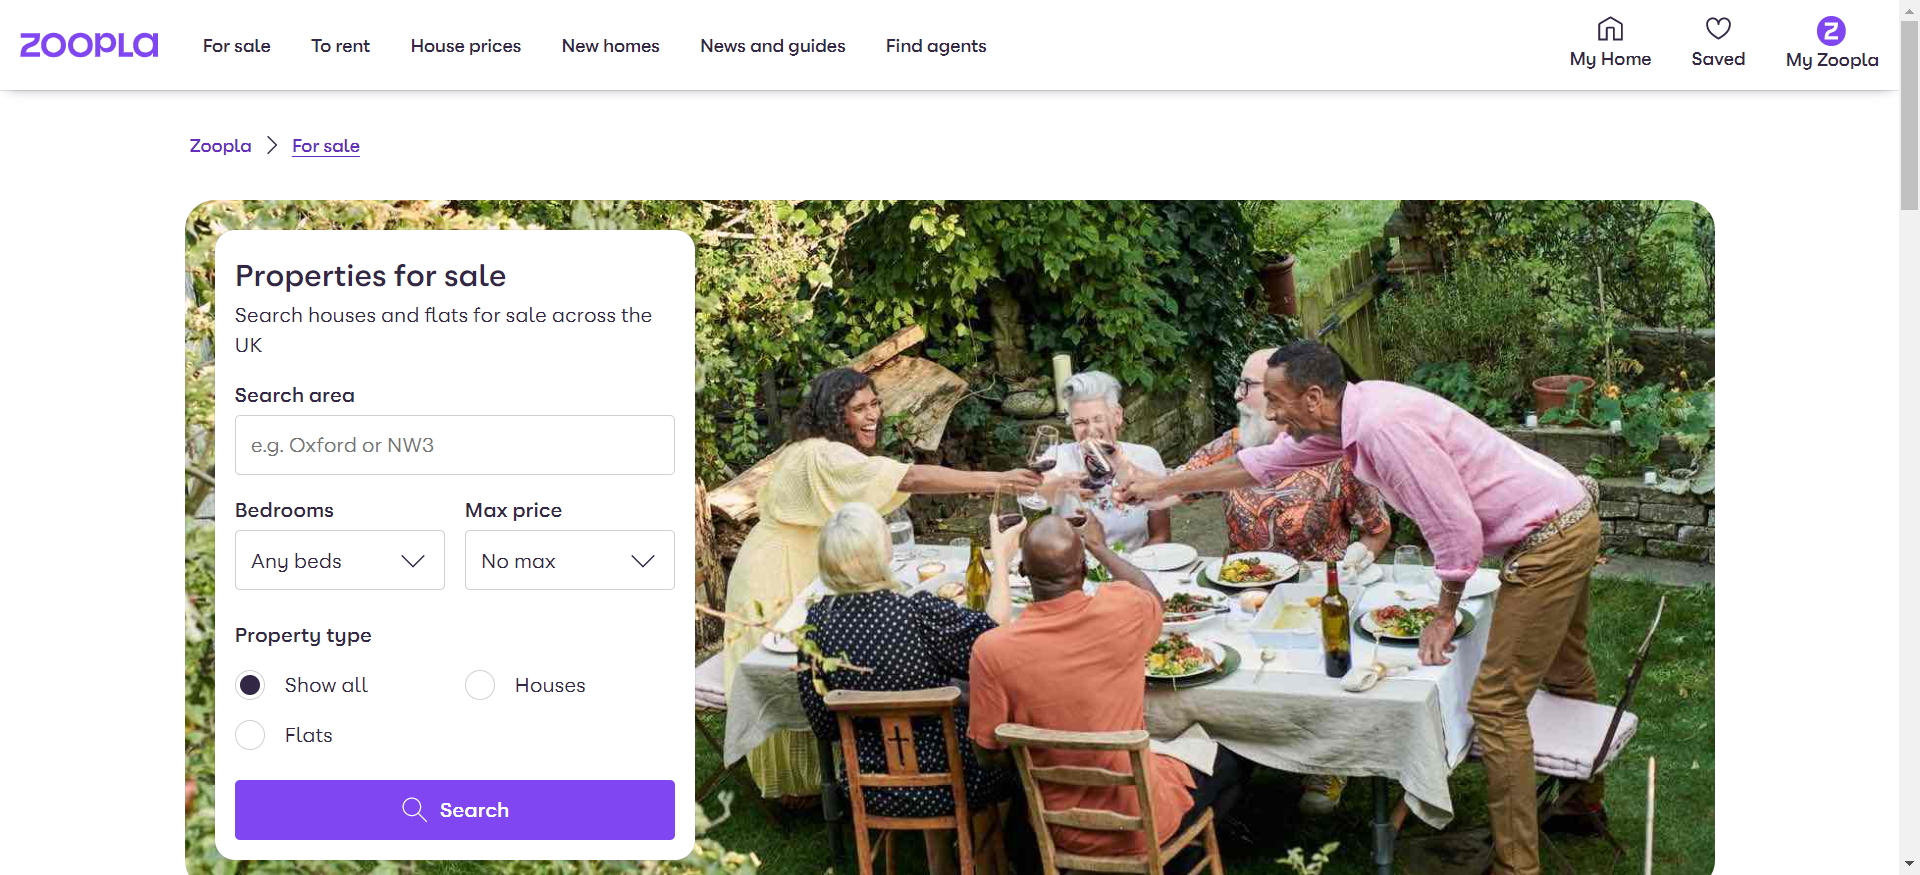 ZOOPLA
For sale
To rent
House prices
New homes
News and guides
Find agents
My Home
Saved
Z
My Zoopla
Zoopla
For sale
Properties for sale
Search houses and flats for sale across the
UK
Search area
e.g. Oxford or NW3
Bedrooms
Max price
Any beds
No max
Property type
Show all
Houses
Flats
Search